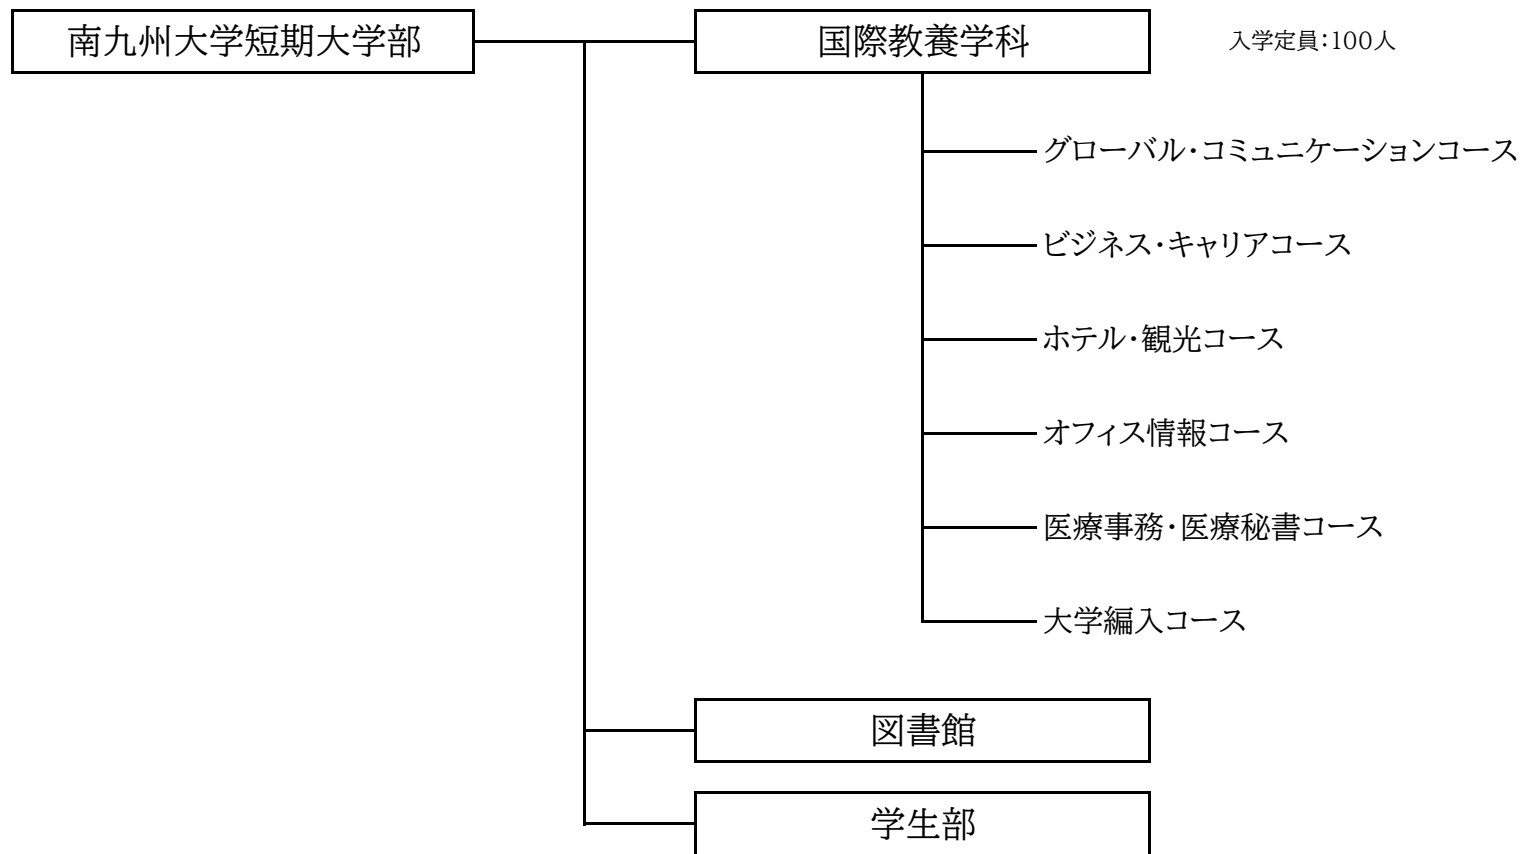 南九州大学短期大学部
国際教養学科
入学定員：100人
グローバル・コミュニケーションコース
ビジネス・キャリアコース
ホテル・観光コース
オフィス情報コース
医療事務・医療秘書コース
大学編入コース
図書館
学生部